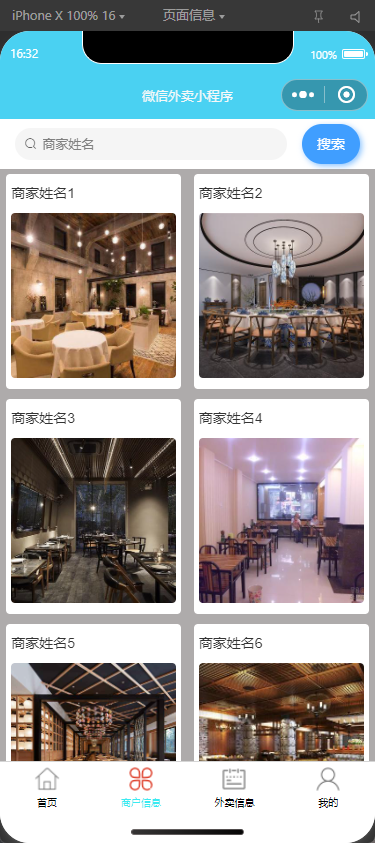 iPhone X 100% 16 页面信息
16:32 100%
微信外卖小程序
商家姓名 搜索
商家姓名1 商家姓名2
商家姓名3 商家姓名4
商家姓名5 商家姓名6
首页 商户信息 外卖信息 我的